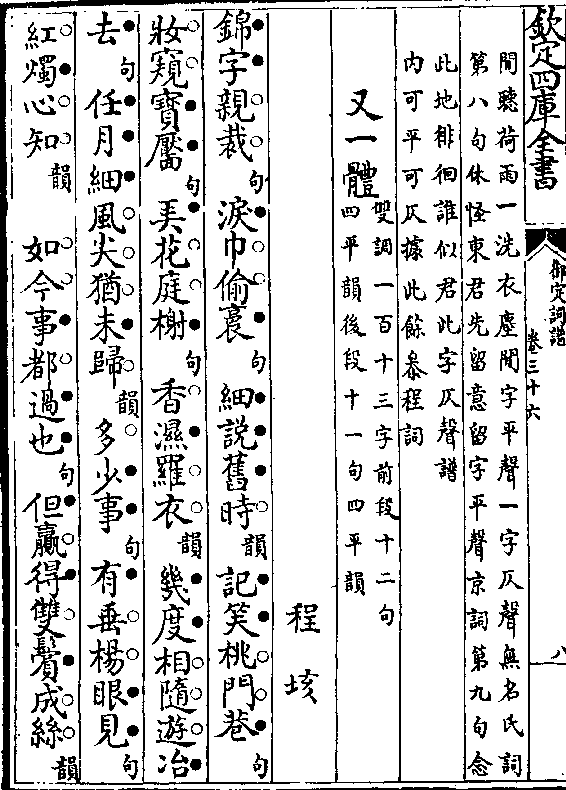 欽定四庫全書
御定詞譜
卷三十六
八
間聽荷雨一洗衣塵聞字平聲一字仄聲無名氏詞
第八句休怪東君先留意留字平聲京詞第九句念
此地徘徊誰似君此字仄聲譜
内可平可仄據此餘叅程詞
又一體
雙調一百十三字前段十二句
四平韻後段十一句四平韻
程垓
錦字親裁句淚巾偷裛句細說舊時韻記笑桃門巷句
妝窺寶靨句弄花庭榭句香濕羅衣韻幾度相隨遊冶
去句任月細風尖猶未歸韻多少事句有垂楊眼見句
紅燭心知韻 如今事都過也句但贏得雙鬢成絲韻